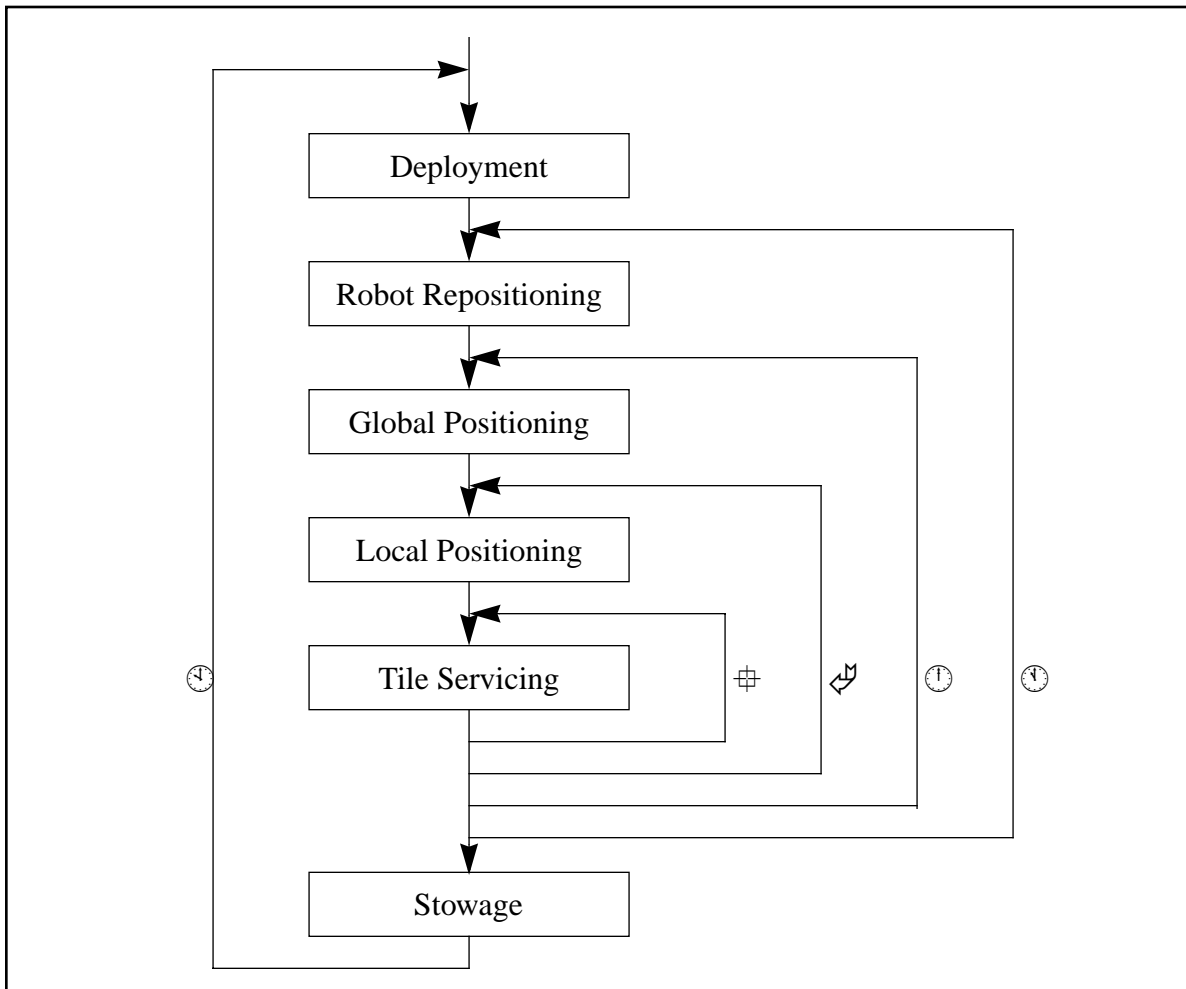 Deployment
Robot Repositioning
Global Positioning
Local Positioning
Tile Servicing
Stowage